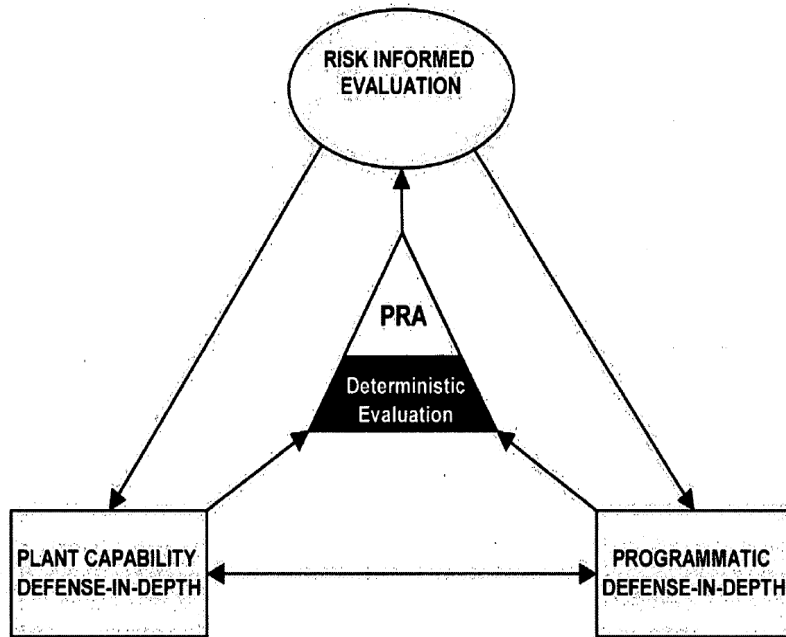 RISK INFORMED
EVALUATION
PRA
Deterministic
Evaluation
PLANT CAPABILITY
DEFENSE-IN-DEPTH
PROGRAMMATIC
DEFENSE-IN-DEPTH